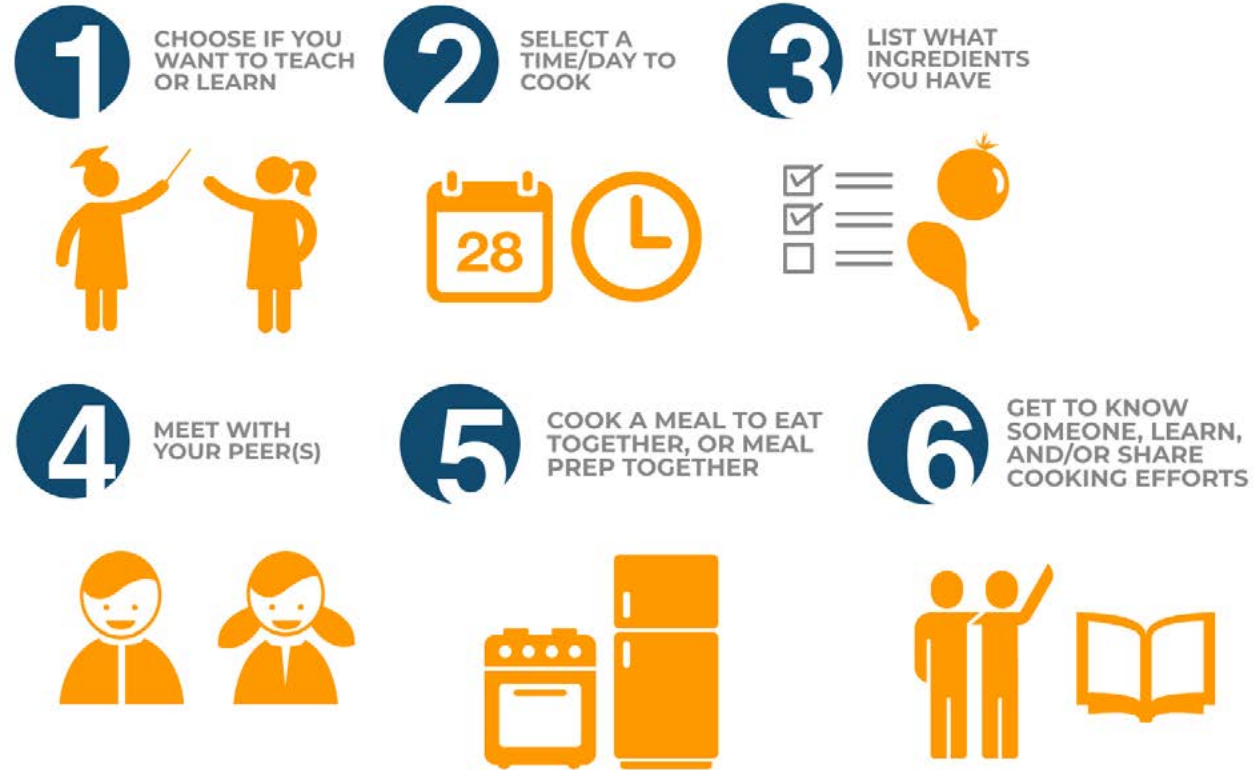 1
CHOOSE IF YOU
WANT TO TEACH
OR LEARN
2
SELECT A
TIME/DAY TO
COOK
3
LIST WHAT
INGREDIENTS
YOU HAVE
28
4
MEET WITH
YOUR PEER(S)
5
COOK A MEAL TO EAT
TOGETHER, OR MEAL
PREP TOGETHER
6
GET TO KNOW
SOMEONE, LEARN,
AND/OR SHARE
COOKING EFFORTS